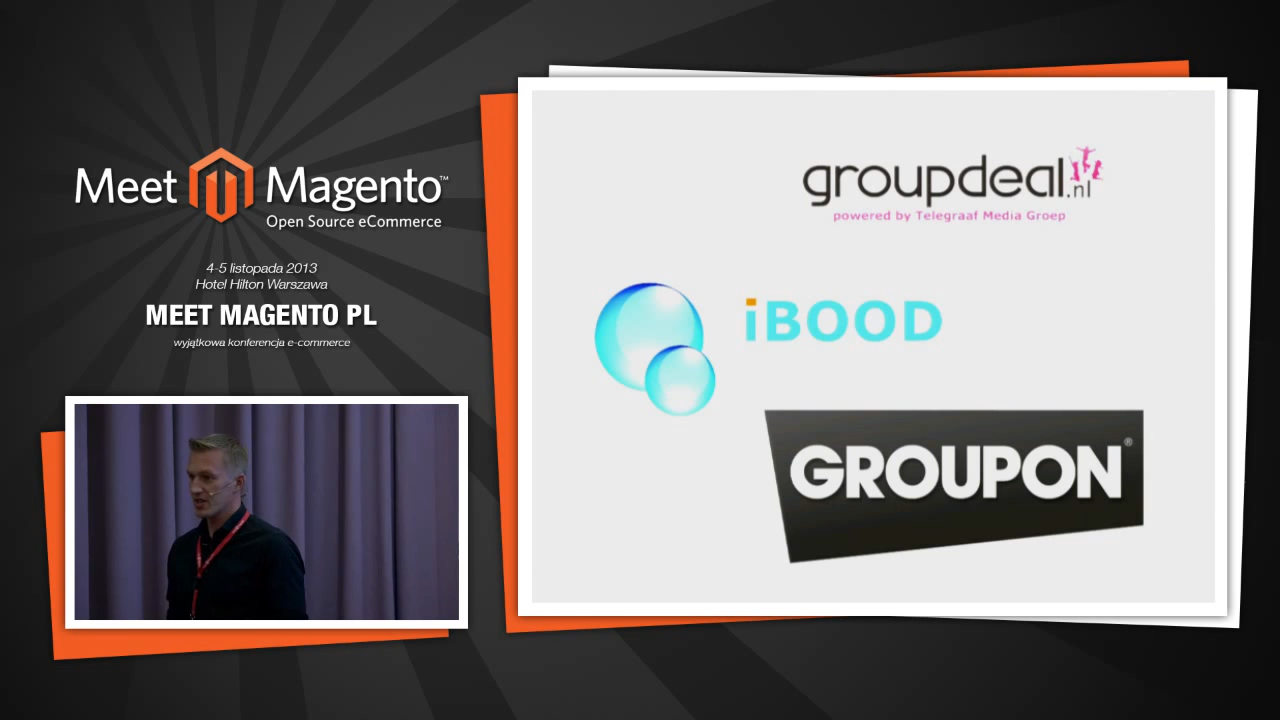 Meet Magento™
Open Source eCommerce
4-5 listopada 2013
Hotel Hilton Warszawa
MEET MAGENTO PL
wyjątkowa konferencja e-commerce
groupdeal.nl
powered by Telegraaf Media Groep
iBOOD
GROUPON®